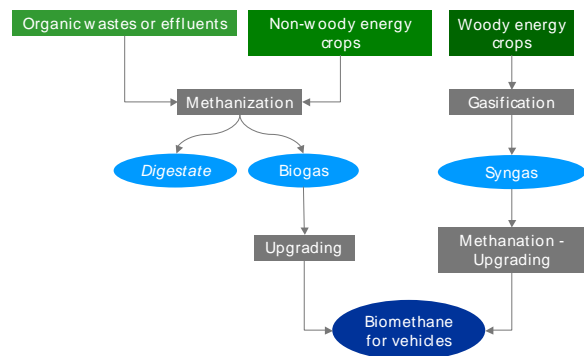 Organic wastes or effluents
Non-woody energy
crops
Woody energy
crops
Methanization
Gasification
Digestate
Biogas
Syngas
Upgrading
Methanation -
Upgrading
Biomethane
for vehicles